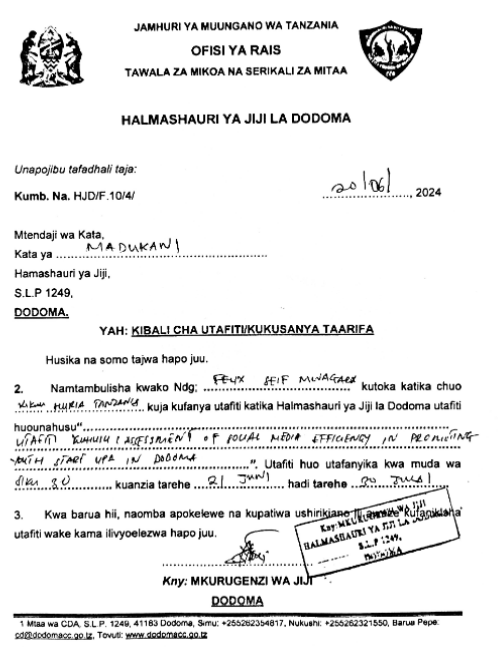 JAMHURI YA MUUNGANO WA TANZANIA
OFISI YA RAIS
TAWALA ZA MIKOA NA SERIKALI ZA MITAA
HALMASHAURI YA JIJI LA DODOMA
Unapojibu tafadhali taja:
Kumb. Na. HJD/F.10/4/
20/06/, 2024
Mtendaji wa Kata,
Kata ya MADUKANI
Hamashauri ya Jiji,
S.L.P 1249,
DODOMA.
YAH: KIBALI CHA UTAFITI/KUKUSANYA TAARIFA
Husika na somo tajwa hapo juu.
2. Namtambulisha kwako Ndg; FELIX SEIF kutoka katika chuo
HURIA TANZANIA kuja kufanya utafiti katika Halmashauri ya Jiji la Dodoma utafiti
huounahusu"
UTAFITI KUHUSU ASSESSMENT OF SOCIAL MEDIA EFFICIENCY IN PROMOTING
START UPS IN DODOMA". Utafiti huo utafanyika kwa muda wa
SIKU 30 kuanzia tarehe 21 JUNI hadi tarehe 30 JULAI
3. Kwa barua hii, naomba apokelewe na kupatiwa ushirikiano
utafiti wake kama ilivyoelezwa hapo juu.
Kny: MKURUGENZI WA JIJI
HALMASHAURI YA JIJI LA DODOMA
S.L.P 1249,
DODOMA
Kny: MKURUGENZI WA JIJI
DODOMA
1 Mtaa wa CDA, S.L.P. 1249, 41183 Dodoma, Simu: +255262354817, Nukushi: +255262321550, Barua Pepe:
cd@dodomacc.go.tz, Tovuti: www.dodomacc.go.tz